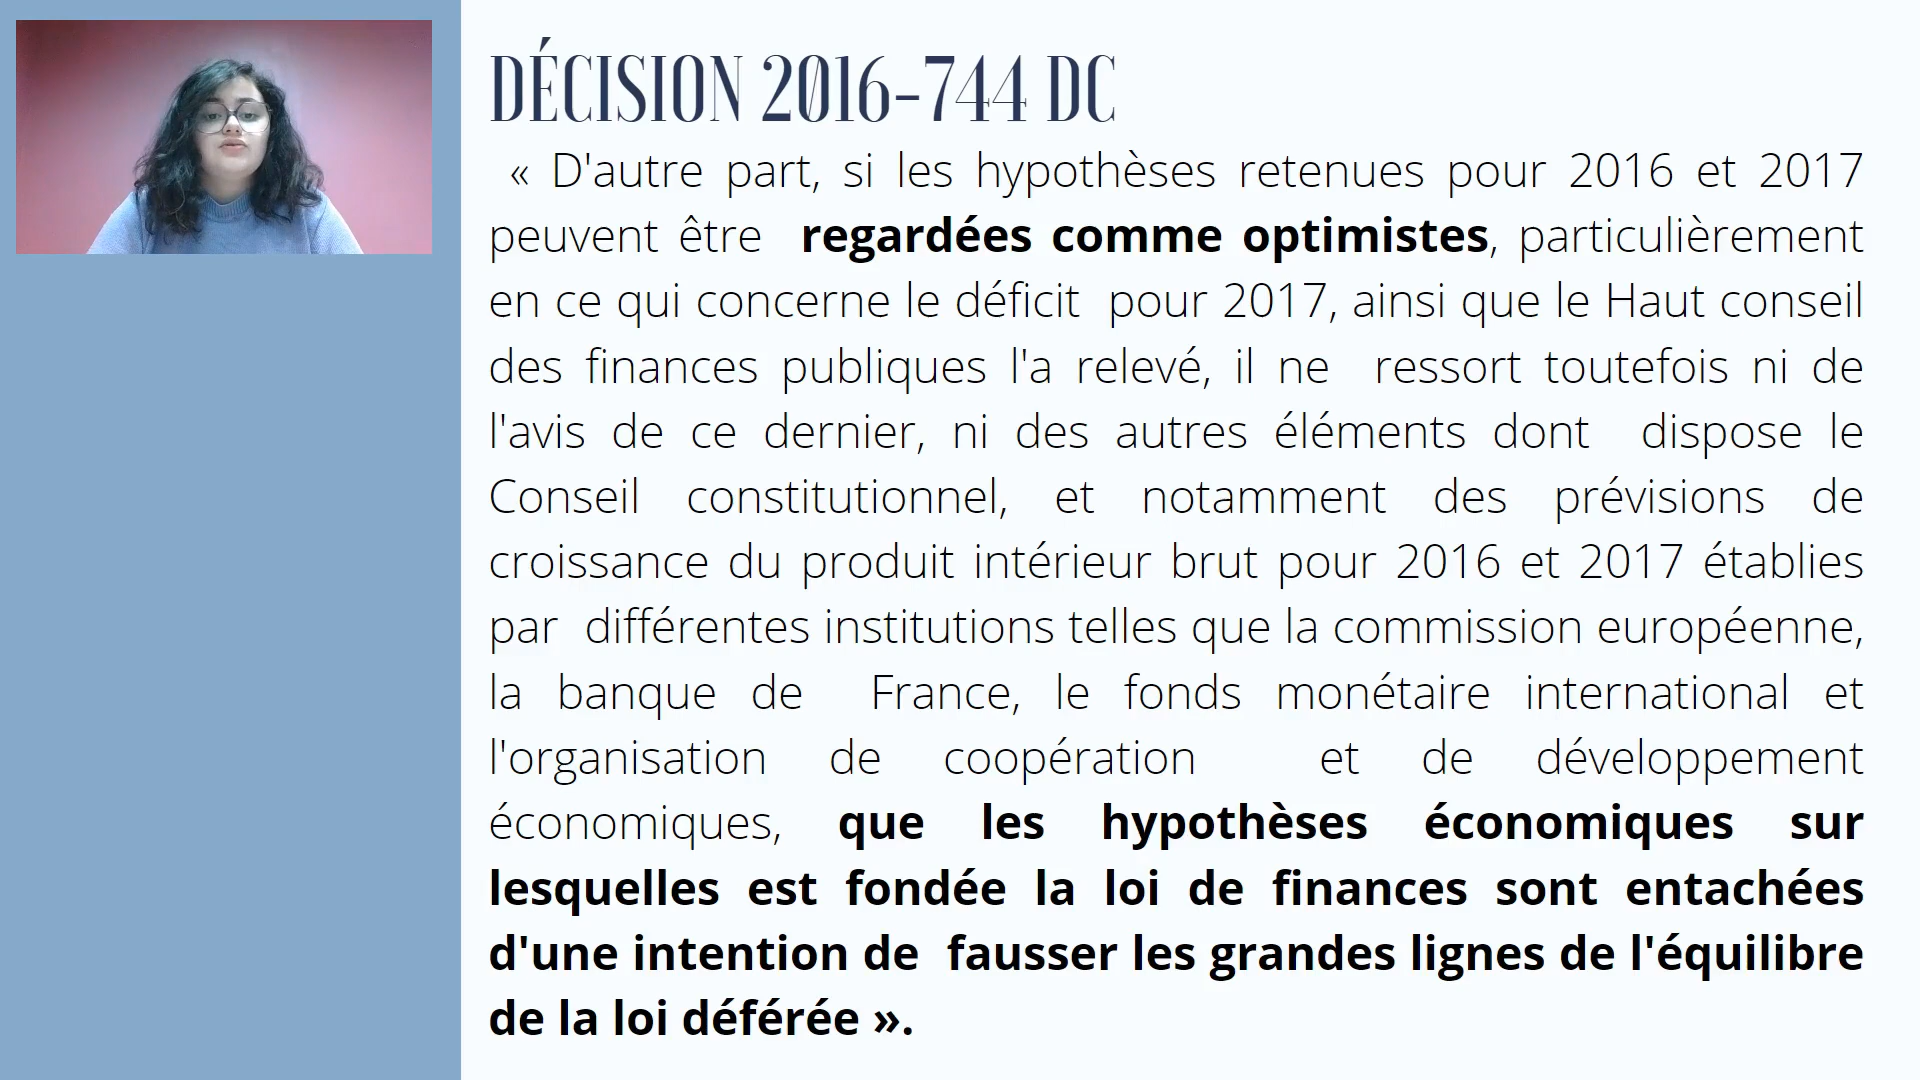 DÉCISION 2016-744 DC
« D'autre part, si les hypothèses retenues pour 2016 et 2017
peuvent être regardées comme optimistes, particulièrement
en ce qui concerne le déficit pour 2017, ainsi que le Haut conseil
des finances publiques l'a relevé, il ne ressort toutefois ni de
l'avis de ce dernier, ni des autres éléments dont dispose le
Conseil constitutionnel, et notamment des prévisions de
croissance du produit intérieur brut pour 2016 et 2017 établies
par différentes institutions telles que la commission européenne,
la banque de France, le fonds monétaire international et
l'organisation de coopération et de développement
économiques, que les hypothèses économiques sur
lesquelles est fondée la loi de finances sont entachées
d'une intention de fausser les grandes lignes de l'équilibre
de la loi déférée ».